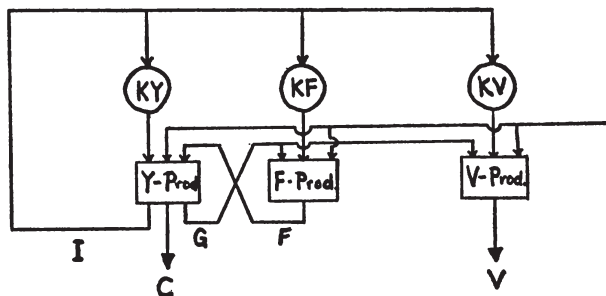 KY
KF
KV
Y-Prod
F-Prod.
V-Prod.
G
F
I
C
V